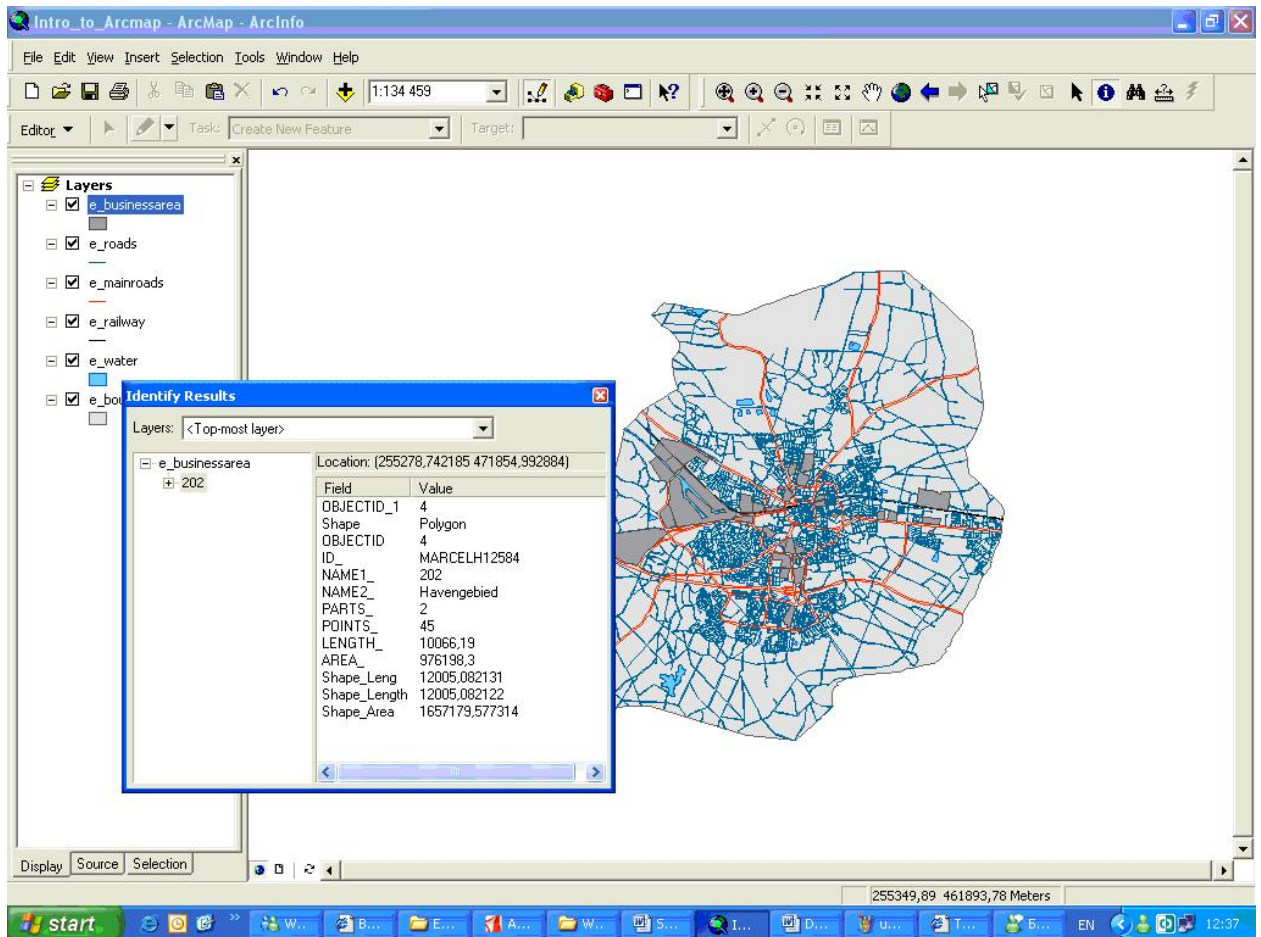 Intro_to_Arcmap - ArcMap - ArcInfo
File Edit View Insert Selection Tools Window Help
1:134 459
Editor Task: Create New Feature Target:
Layers
e_businessarea
e_roads
e_mainroads
e_railway
e_water
e_bou
Identify Results
Layers: <Top-most layer>
e_businessarea
202
Location: (255278,742185 471854,992884)
Field Value
OBJECTID_1 4
Shape Polygon
OBJECTID 4
ID_ MARCELH12584
NAME1_ 202
NAME2_ Havengebied
PARTS_ 2
POINTS_ 45
LENGTH_ 10066,19
AREA_ 976198,3
Shape_Leng 12005,082131
Shape_Length 12005,082122
Shape_Area 1657179,577314
Display Source Selection
255349,89 461893,78 Meters
start W... B... E... A... W... 5... I... D... u... T... Б... EN 12:37